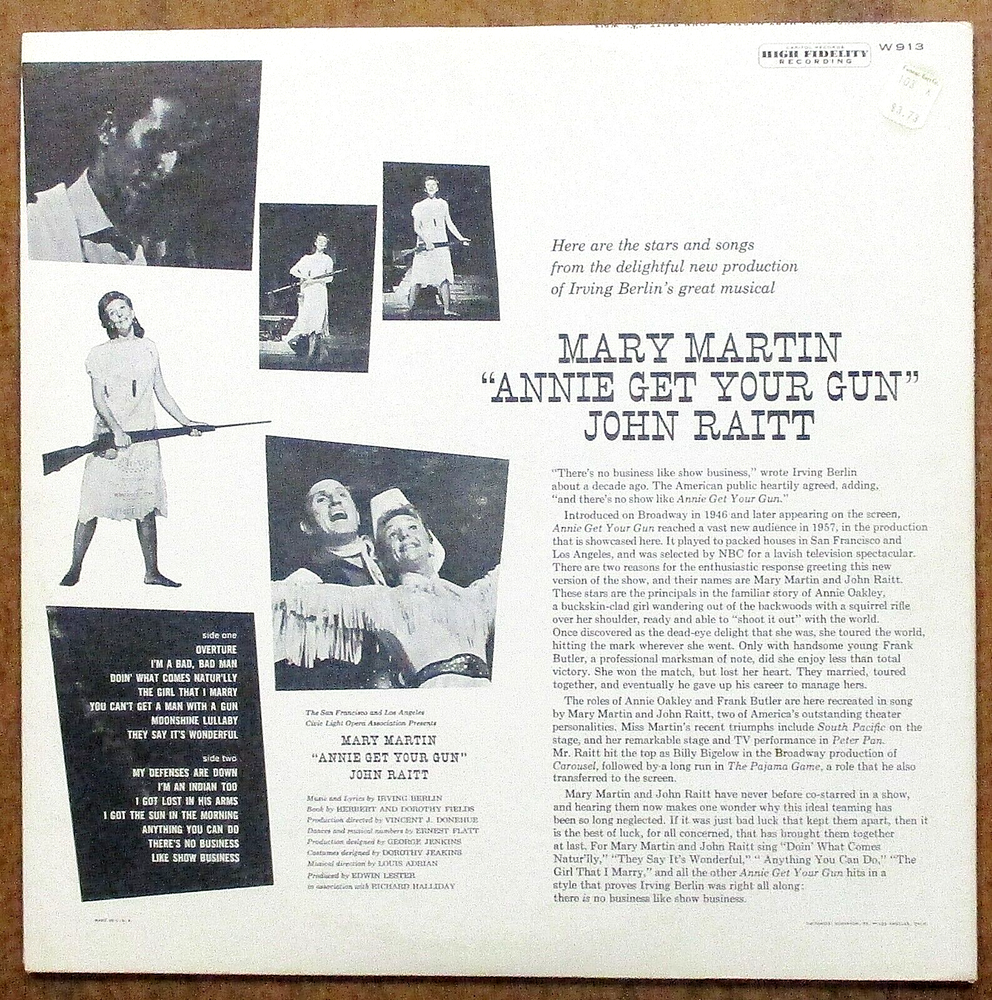 CAPITOL RECORDS
HIGH FIDELITY
RECORDING
W913
103 A
$3.73
Here are the stars and songs
from the delightful new production
of Irving Berlin's great musical
MARY MARTIN
“ANNIE GET YOUR GUN”
JOHN RAITT
“There's no business like show business,” wrote Irving Berlin
about a decade ago. The American public heartily agreed, adding,
“and there's no show like Annie Get Your Gun.”
Introduced on Broadway in 1946 and later appearing on the screen,
Annie Get Your Gun reached a vast new audience in 1957, in the production
that is showcased here. It played to packed houses in San Francisco and
Los Angeles, and was selected by NBC for a lavish television spectacular.
There are two reasons for the enthusiastic response greeting this new
version of the show, and their names are Mary Martin and John Raitt.
These stars are the principals in the familiar story of Annie Oakley,
a buckskin-clad girl wandering out of the backwoods with a squirrel rifle
over her shoulder, ready and able to “shoot it out” with the world.
Once discovered as the dead-eye delight that she was, she toured the world,
hitting the mark wherever she went. Only with handsome young Frank
Butler, a professional marksman of note, did she enjoy less than total
victory. She won the match, but lost her heart. They married, toured
together, and eventually he gave up his career to manage hers.
The roles of Annie Oakley and Frank Butler are here recreated in song
by Mary Martin and John Raitt, two of America's outstanding theater
personalities. Miss Martin's recent triumphs include South Pacific on the
stage, and her remarkable stage and TV performance in Peter Pan.
Mr. Raitt hit the top as Billy Bigelow in the Broadway production of
Carousel, followed by a long run in The Pajama Game, a role that he also
transferred to the screen.
Mary Martin and John Raitt have never before co-starred in a show,
and hearing them now makes one wonder why this ideal teaming has
been so long neglected. If it was just bad luck that kept them apart, then it
is the best of luck, for all concerned, that has brought them together
at last. For Mary Martin and John Raitt sing “Doin' What Comes
Natur'lly,” “They Say It's Wonderful,” “ Anything You Can Do,” “The
Girl That I Marry,” and all the other Annie Get Your Gun hits in a
style that proves Irving Berlin was right all along:
there is no business like show business.
side one
OVERTURE
I'M A BAD, BAD MAN
DOIN' WHAT COMES NATUR'LLY
THE GIRL THAT I MARRY
YOU CAN'T GET A MAN WITH A GUN
MOONSHINE LULLABY
THEY SAY IT'S WONDERFUL
side two
MY DEFENSES ARE DOWN
I'M AN INDIAN TOO
I GOT LOST IN HIS ARMS
I GOT THE SUN IN THE MORNING
ANYTHING YOU CAN DO
THERE'S NO BUSINESS
LIKE SHOW BUSINESS
The San Francisco and Los Angeles
Civic Light Opera Association Presents
MARY MARTIN
“ANNIE GET YOUR GUN”
JOHN RAITT
Music and Lyrics by IRVING BERLIN
Book by HERBERT AND DOROTHY FIELDS
Production directed by VINCENT J. DONEHUE
Dances and musical numbers by ERNEST FLATT
Production designed by GEORGE JENKINS
Costumes designed by DOROTHY JEAKINS
Musical direction by LOUIS ADRIAN
Produced by EDWIN LESTER
in association with RICHARD HALLIDAY